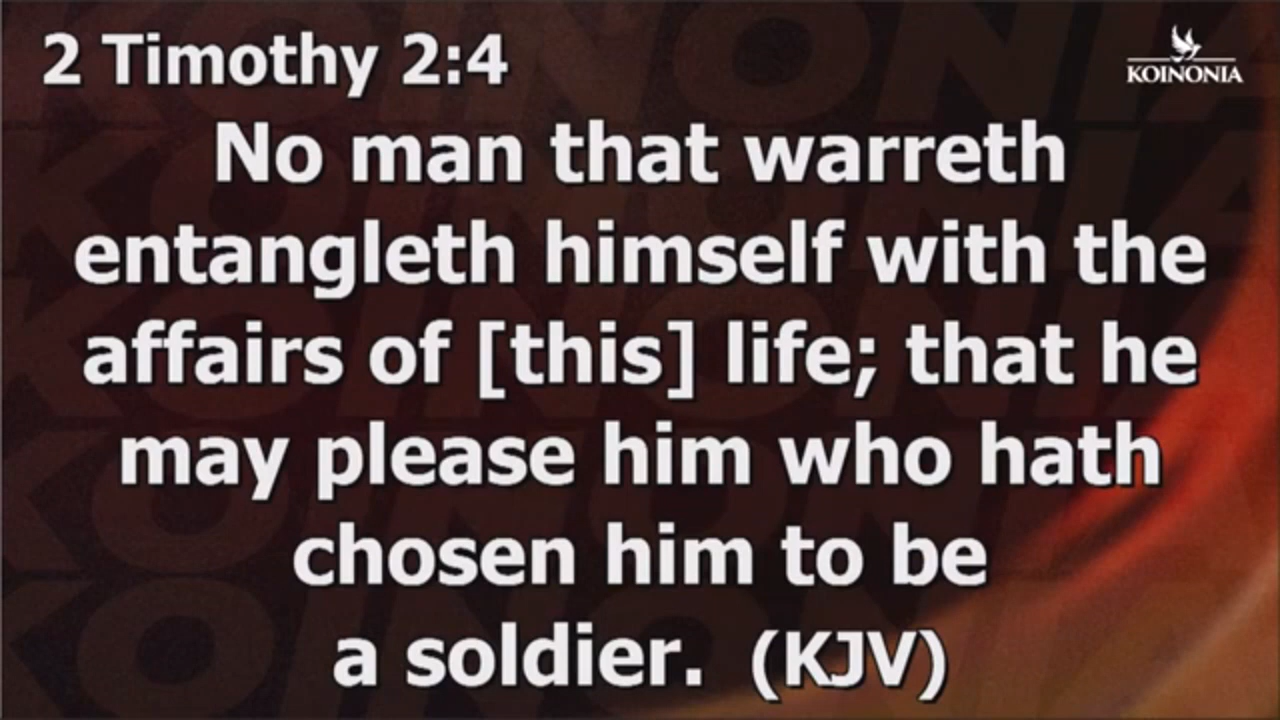 2 Timothy 2:4
KOINONIA
No man that warreth
entangleth himself with the
affairs of [this] life; that he
may please him who hath
chosen him to be
a soldier. (KJV)